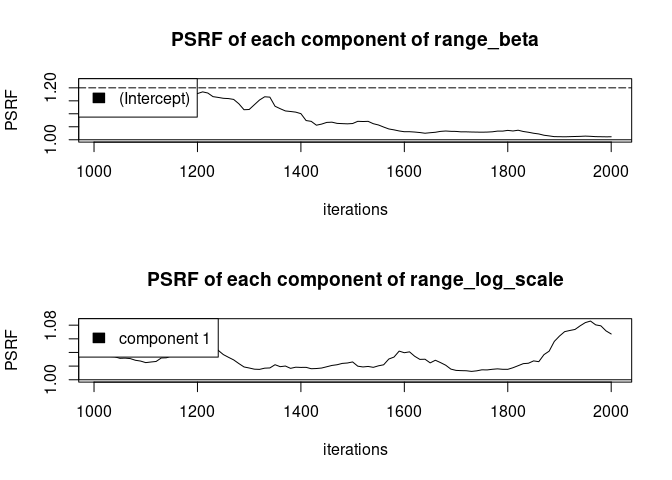 PSRF of each component of range_beta
PSRF
1.20
1.00
(Intercept)
1000 1200 1400 1600 1800 2000
iterations
PSRF of each component of range_log_scale
PSRF
1.08
1.00
component 1
1000 1200 1400 1600 1800 2000
iterations